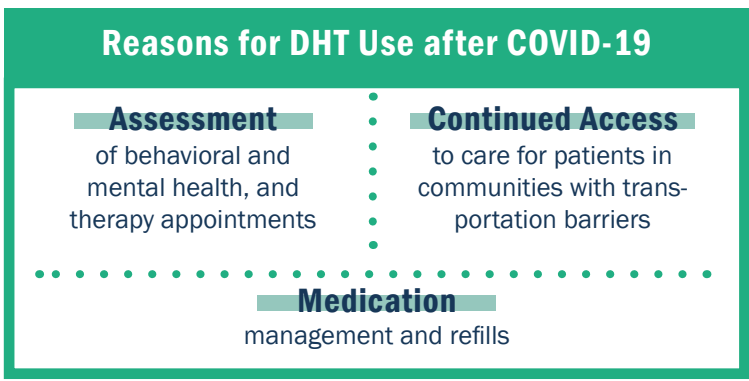 Reasons for DHT Use after COVID-19
Assessment
of behavioral and
mental health, and
therapy appointments
Continued Access
to care for patients in
communities with trans-
portation barriers
Medication
management and refills